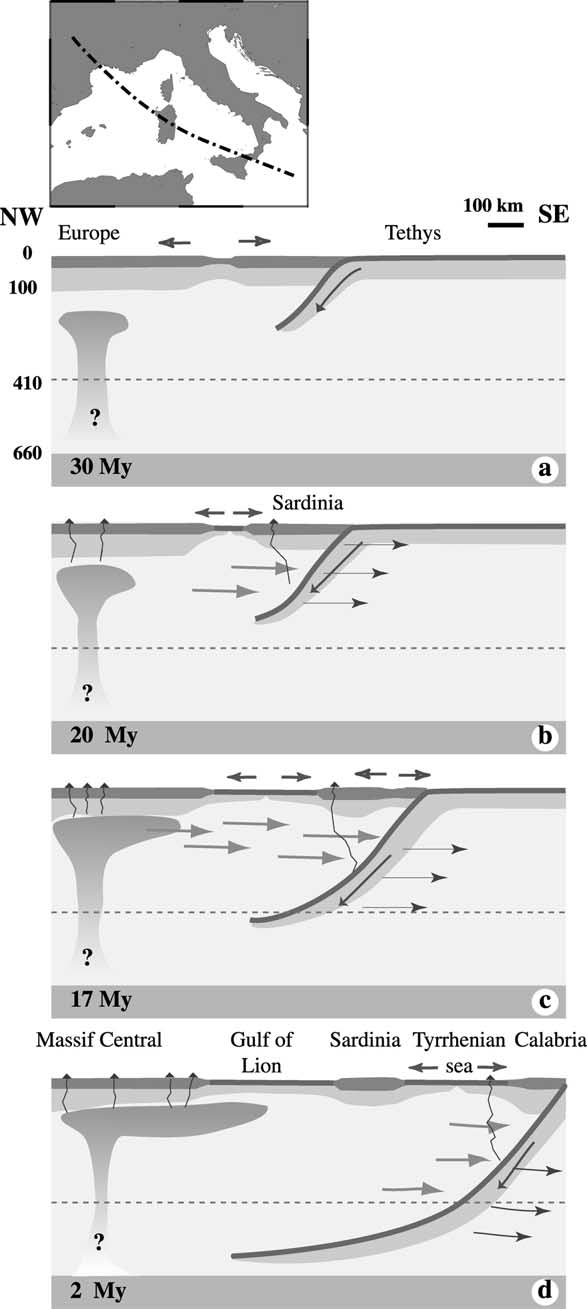 NW
100 km
SE
Europe
Tethys
0
100
410
?
660
30 My
a
Sardinia
?
20 My
b
?
17 My
c
Massif Central
Gulf of
Lion
Sardinia
Tyrrhenian
sea
Calabria
?
2 My
d